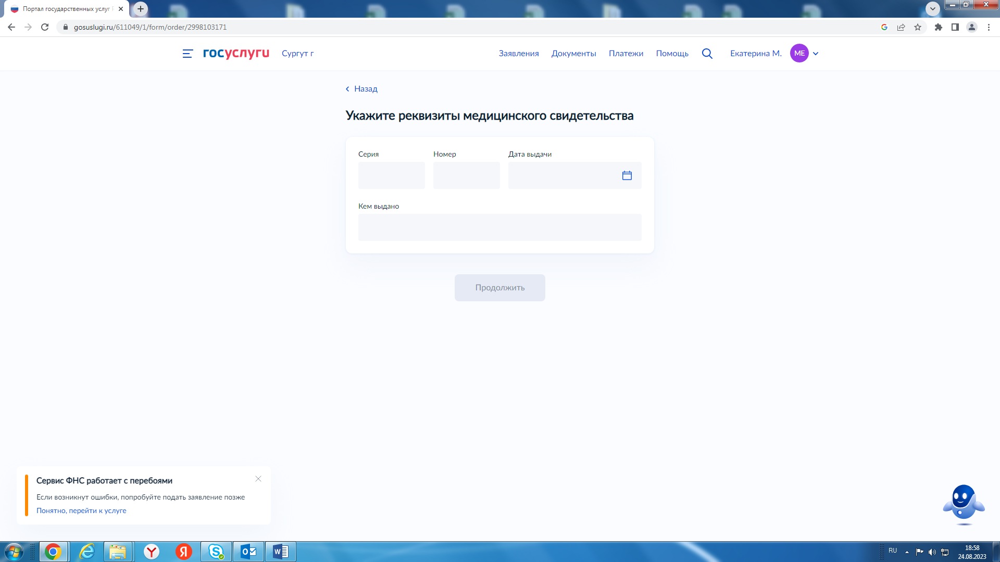 Портал государственных услуг
gosuslugi.ru/611049/1/form/order/2998103171
госуслуги
Сургут г
Заявления
Документы
Платежи
Помощь
Екатерина М.
МЕ
Назад
Укажите реквизиты медицинского свидетельства
Серия
Номер
Дата выдачи
Кем выдано
Продолжить
Сервис ФНС работает с перебоями
Если возникнут ошибки, попробуйте подать заявление позже
Понятно, перейти к услуге
RU
18:58
24.08.2023